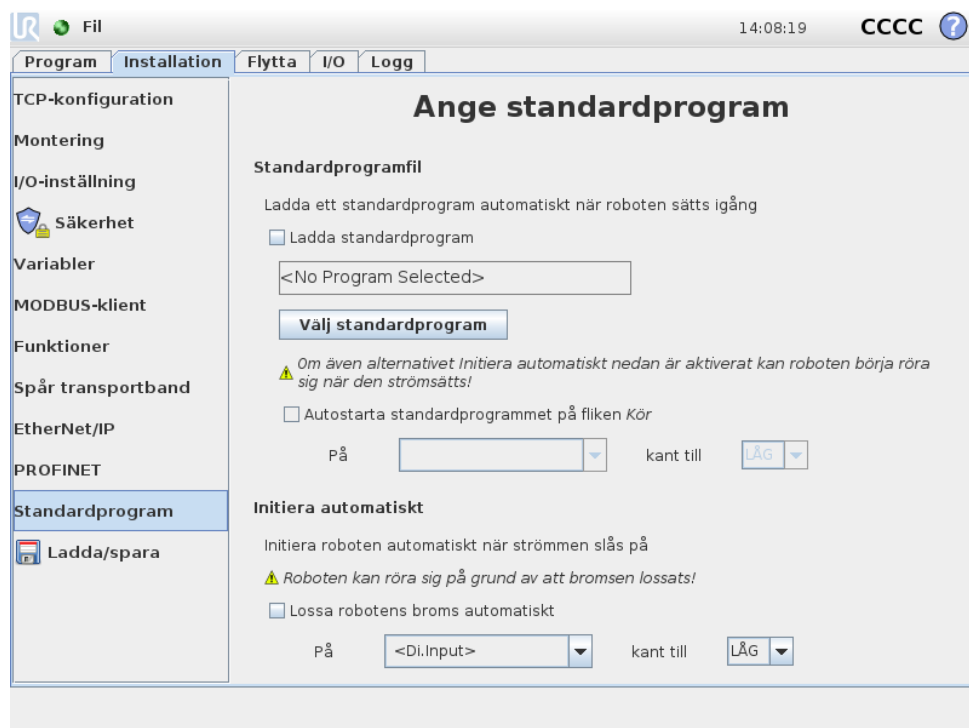 UR Fil 14:08:19 CCCC ?
Program Installation Flytta I/O Logg
TCP-konfiguration
Montering
I/O-inställning
Säkerhet
Variabler
MODBUS-klient
Funktioner
Spår transportband
EtherNet/IP
PROFINET
Standardprogram
Ladda/spara
Ange standardprogram
Standardprogramfil
Ladda ett standardprogram automatiskt när roboten sätts igång
Ladda standardprogram
<No Program Selected>
Välj standardprogram
Om även alternativet Initiera automatiskt nedan är aktiverat kan roboten börja röra
sig när den strömsätts!
Autostarta standardprogrammet på fliken Kör
På kant till LÅG
Initiera automatiskt
Initiera roboten automatiskt när strömmen slås på
Roboten kan röra sig på grund av att bromsen lossats!
Lossa robotens broms automatiskt
På <Di.Input> kant till LÅG